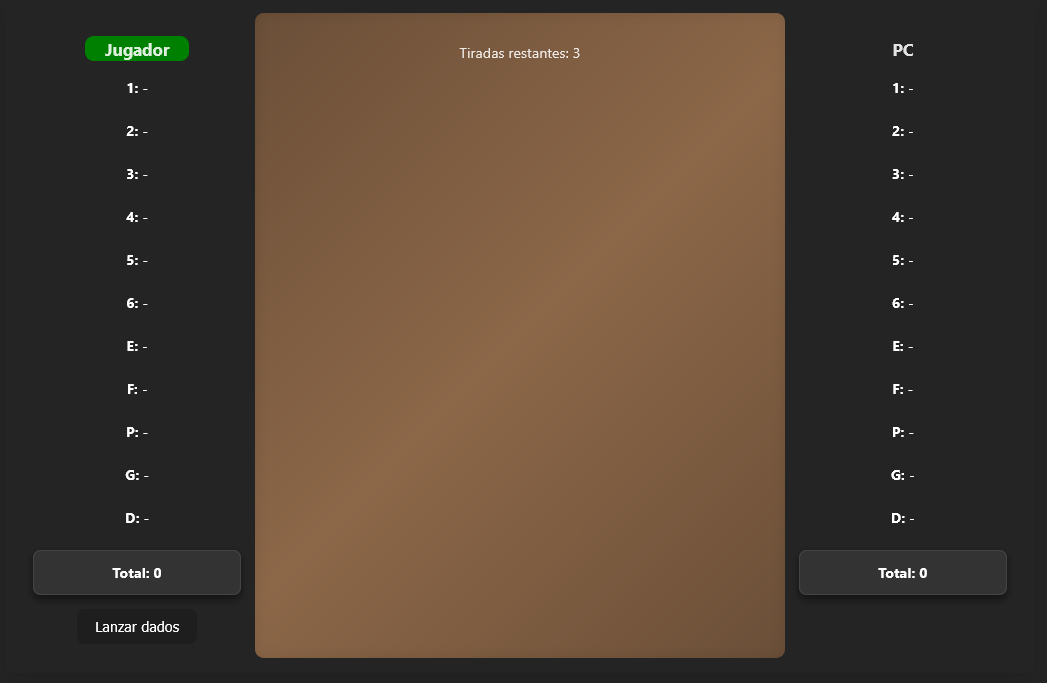 Jugador
1: -
2: -
3: -
4: -
5: -
6: -
E: -
F: -
P: -
G: -
D: -
Total: 0
Lanzar dados
Tiradas restantes: 3
PC
1: -
2: -
3: -
4: -
5: -
6: -
E: -
F: -
P: -
G: -
D: -
Total: 0